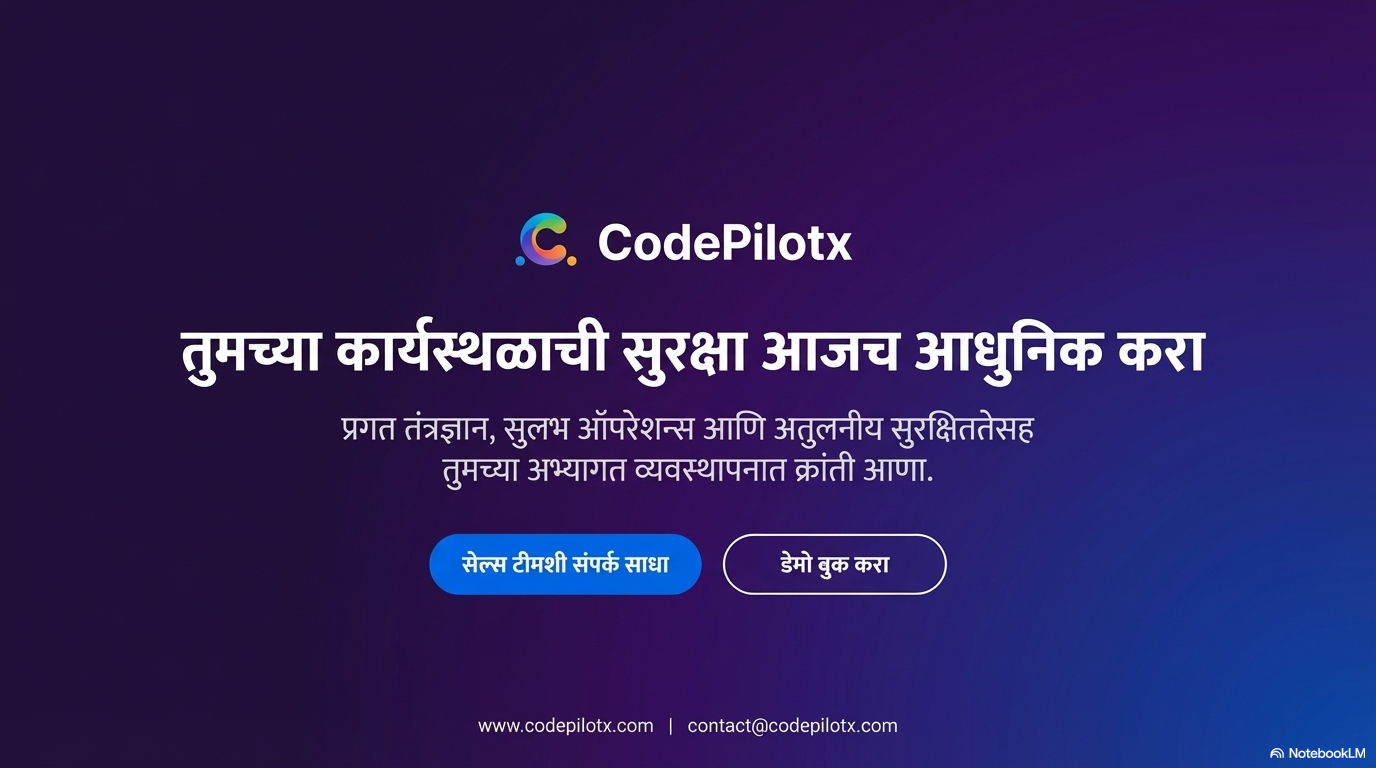 CodePilotx
तुमच्या कार्यस्थळाची सुरक्षा आजच आधुनिक करा
प्रगत तंत्रज्ञान, सुलभ ऑपरेशन्स आणि अतुलनीय सुरक्षिततेसह
तुमच्या अभ्यागत व्यवस्थापनात क्रांती आणा.
सेल्स टीमशी संपर्क साधा
डेमो बुक करा
www.codepilotx.com | contact@codepilotx.com
NotebookLM